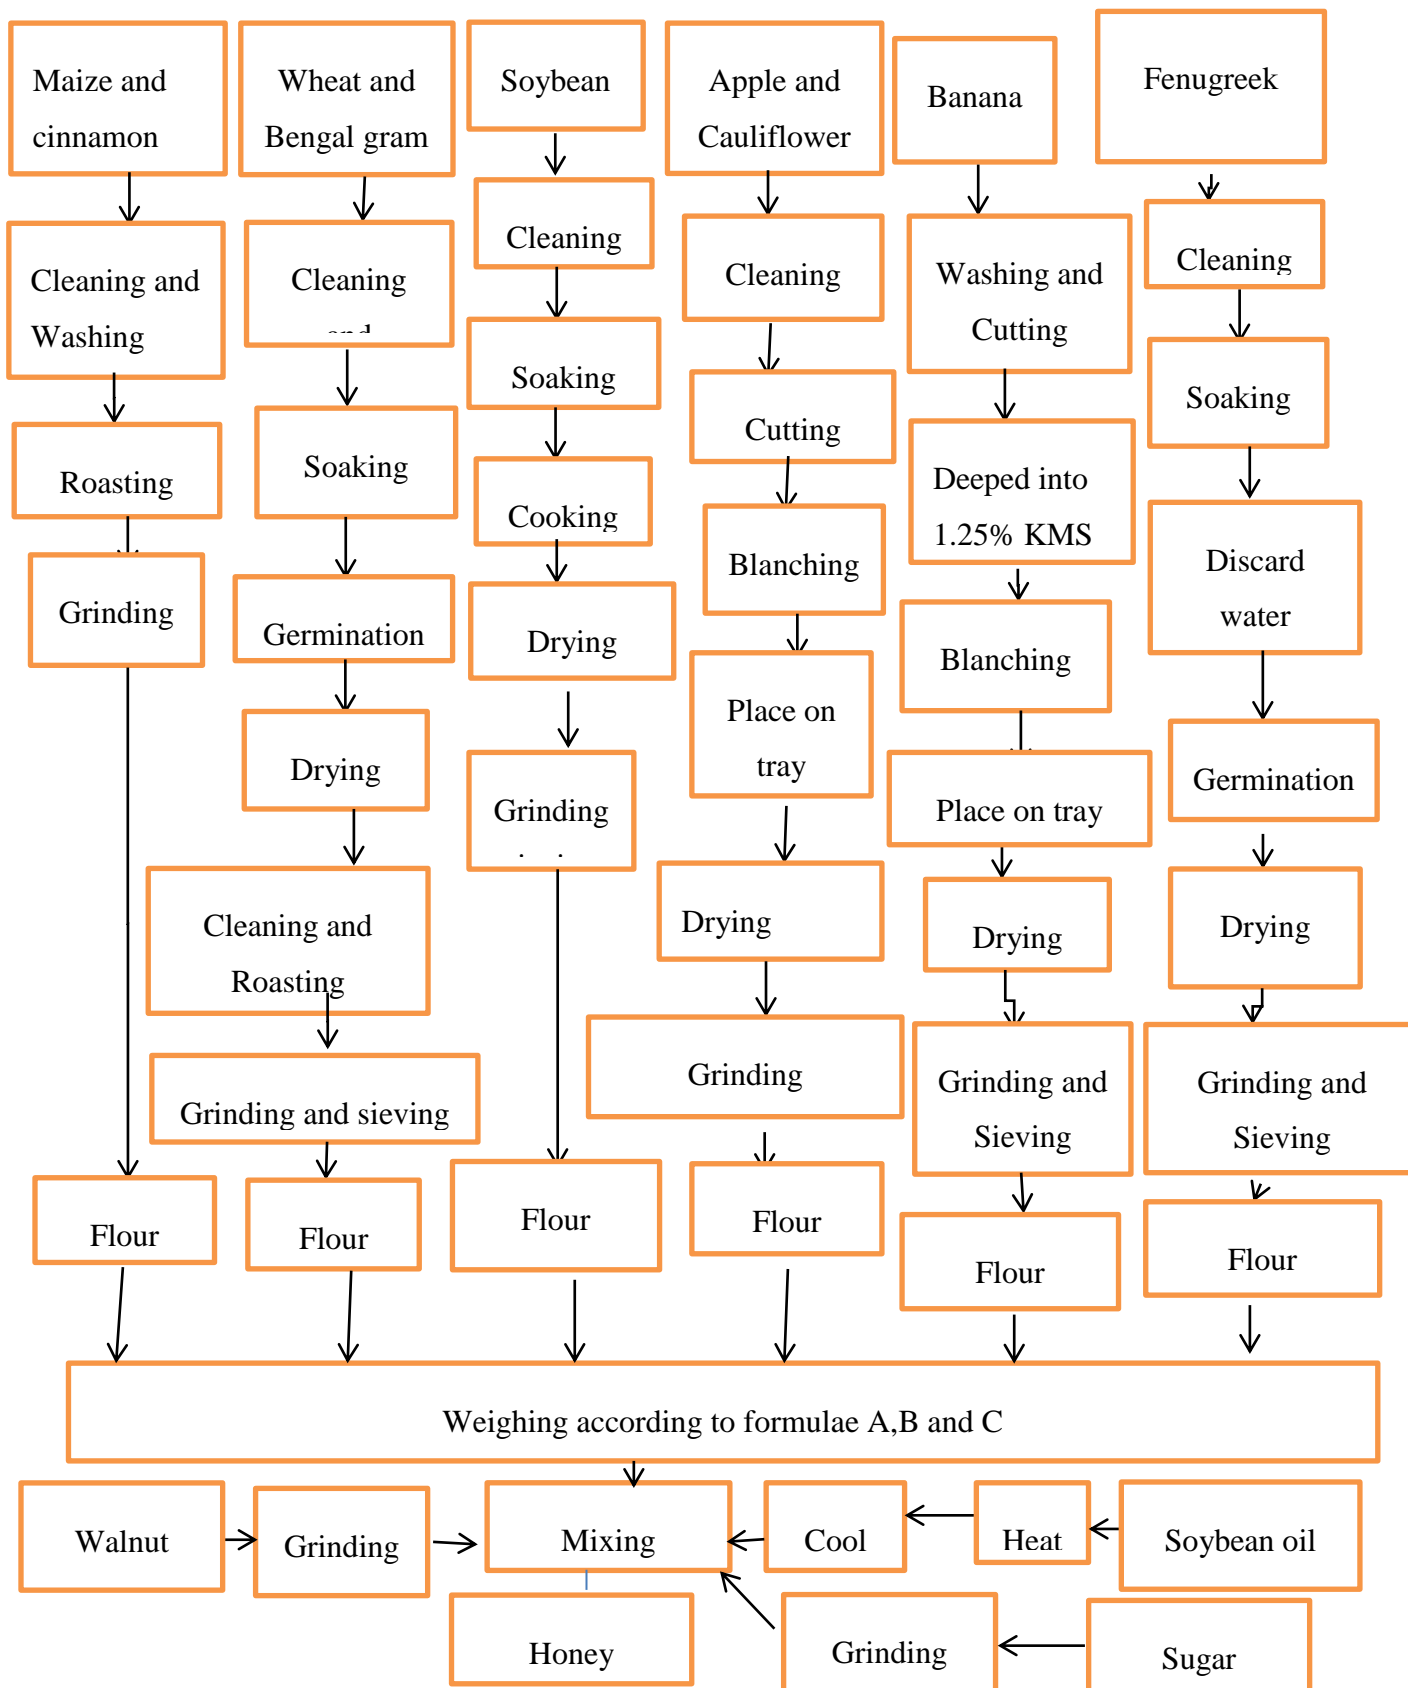 Maize and
cinnamon
Cleaning and
Washing
Roasting
Grinding
Flour
Wheat and
Bengal gram
Cleaning
and
Soaking
Germination
Drying
Cleaning and
Roasting
Grinding and sieving
Flour
Soybean
Cleaning
Soaking
Cooking
Drying
Grinding
Flour
Apple and
Cauliflower
Cleaning
Cutting
Blanching
Place on
tray
Drying
Grinding
Flour
Banana
Washing and
Cutting
Deeped into
1.25% KMS
Blanching
Place on tray
Drying
Grinding and
Sieving
Flour
Fenugreek
Cleaning
Soaking
Discard
water
Germination
Drying
Grinding and
Sieving
Flour
Weighing according to formulae A,B and C
Walnut
Grinding
Mixing
Cool
Heat
Soybean oil
Honey
Grinding
Sugar